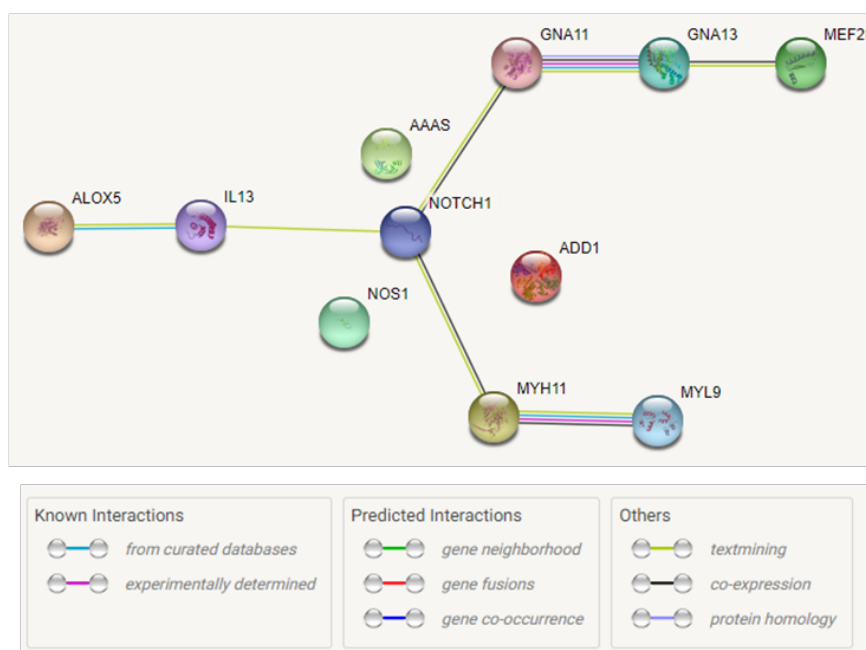 GNA11
GNA13
MEF2
AAAS
ALOX5
IL13
NOTCH1
ADD1
NOS1
MYH11
MYL9
Known Interactions
from curated databases
experimentally determined
Predicted Interactions
gene neighborhood
gene fusions
gene co-occurrence
Others
textmining
co-expression
protein homology